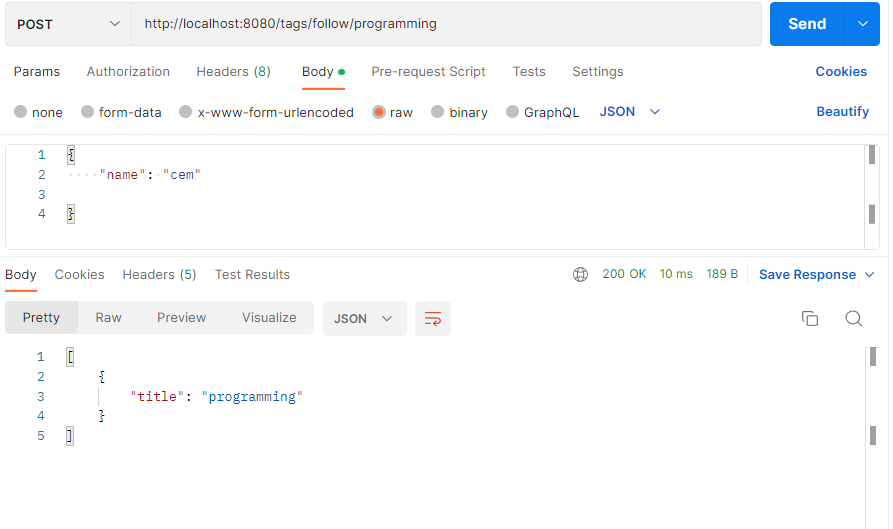 POST http://localhost:8080/tags/follow/programming Send
Params Authorization Headers (8) Body Pre-request Script Tests Settings Cookies
none form-data x-www-form-urlencoded raw binary GraphQL JSON Beautify
1 {
2 "name": "cem"
3
4 }
Body Cookies Headers (5) Test Results 200 OK 10 ms 189 B Save Response
Pretty Raw Preview Visualize JSON
1 [
2 {
3 "title": "programming"
4 }
5 ]